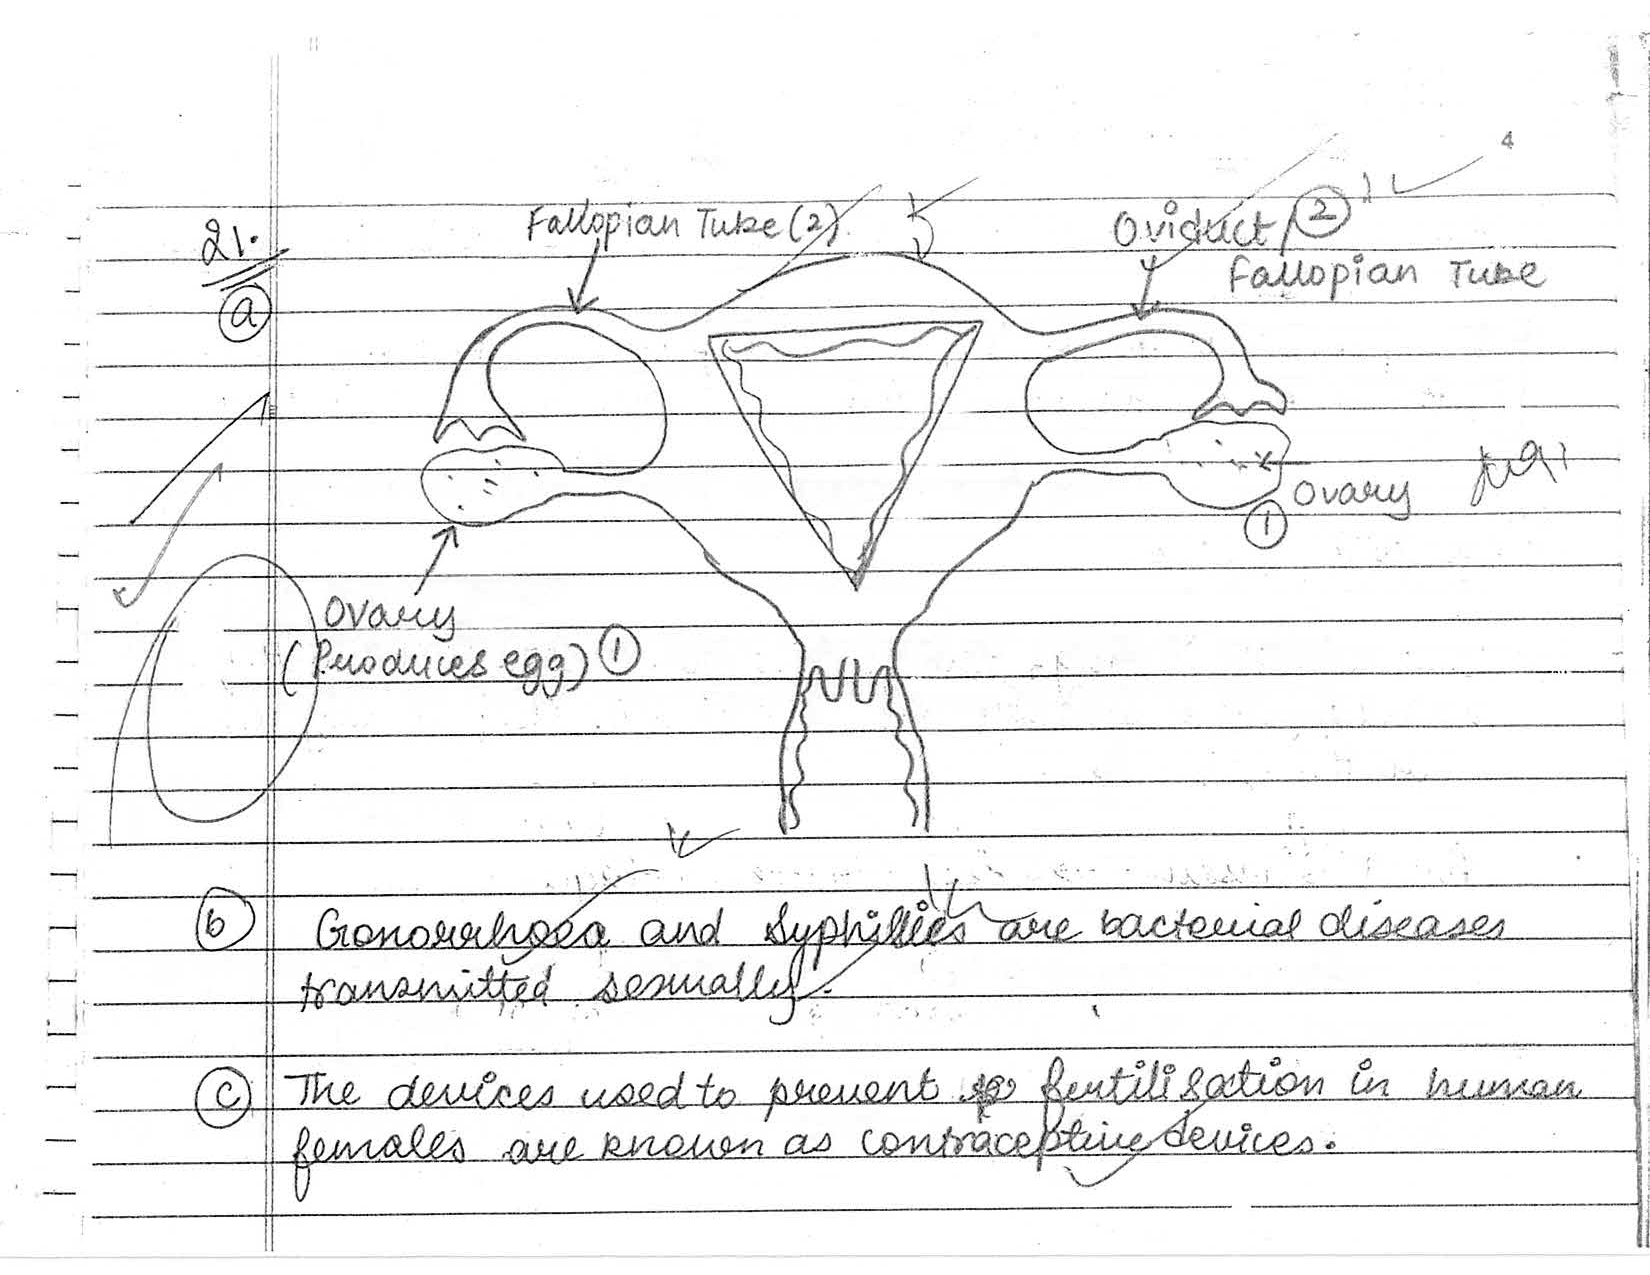 4
Fallopian Tube (2)
Oviduct / (2)
Fallopian Tube
21.
(a)
Ovary
(1)
Ovary
(Produces egg) (1)
(b) Gonorrhoea and Syphillies are bacterial diseases
transmitted sexually.
(c) The devices used to prevent fertilisation in human
females are known as contraceptive devices.